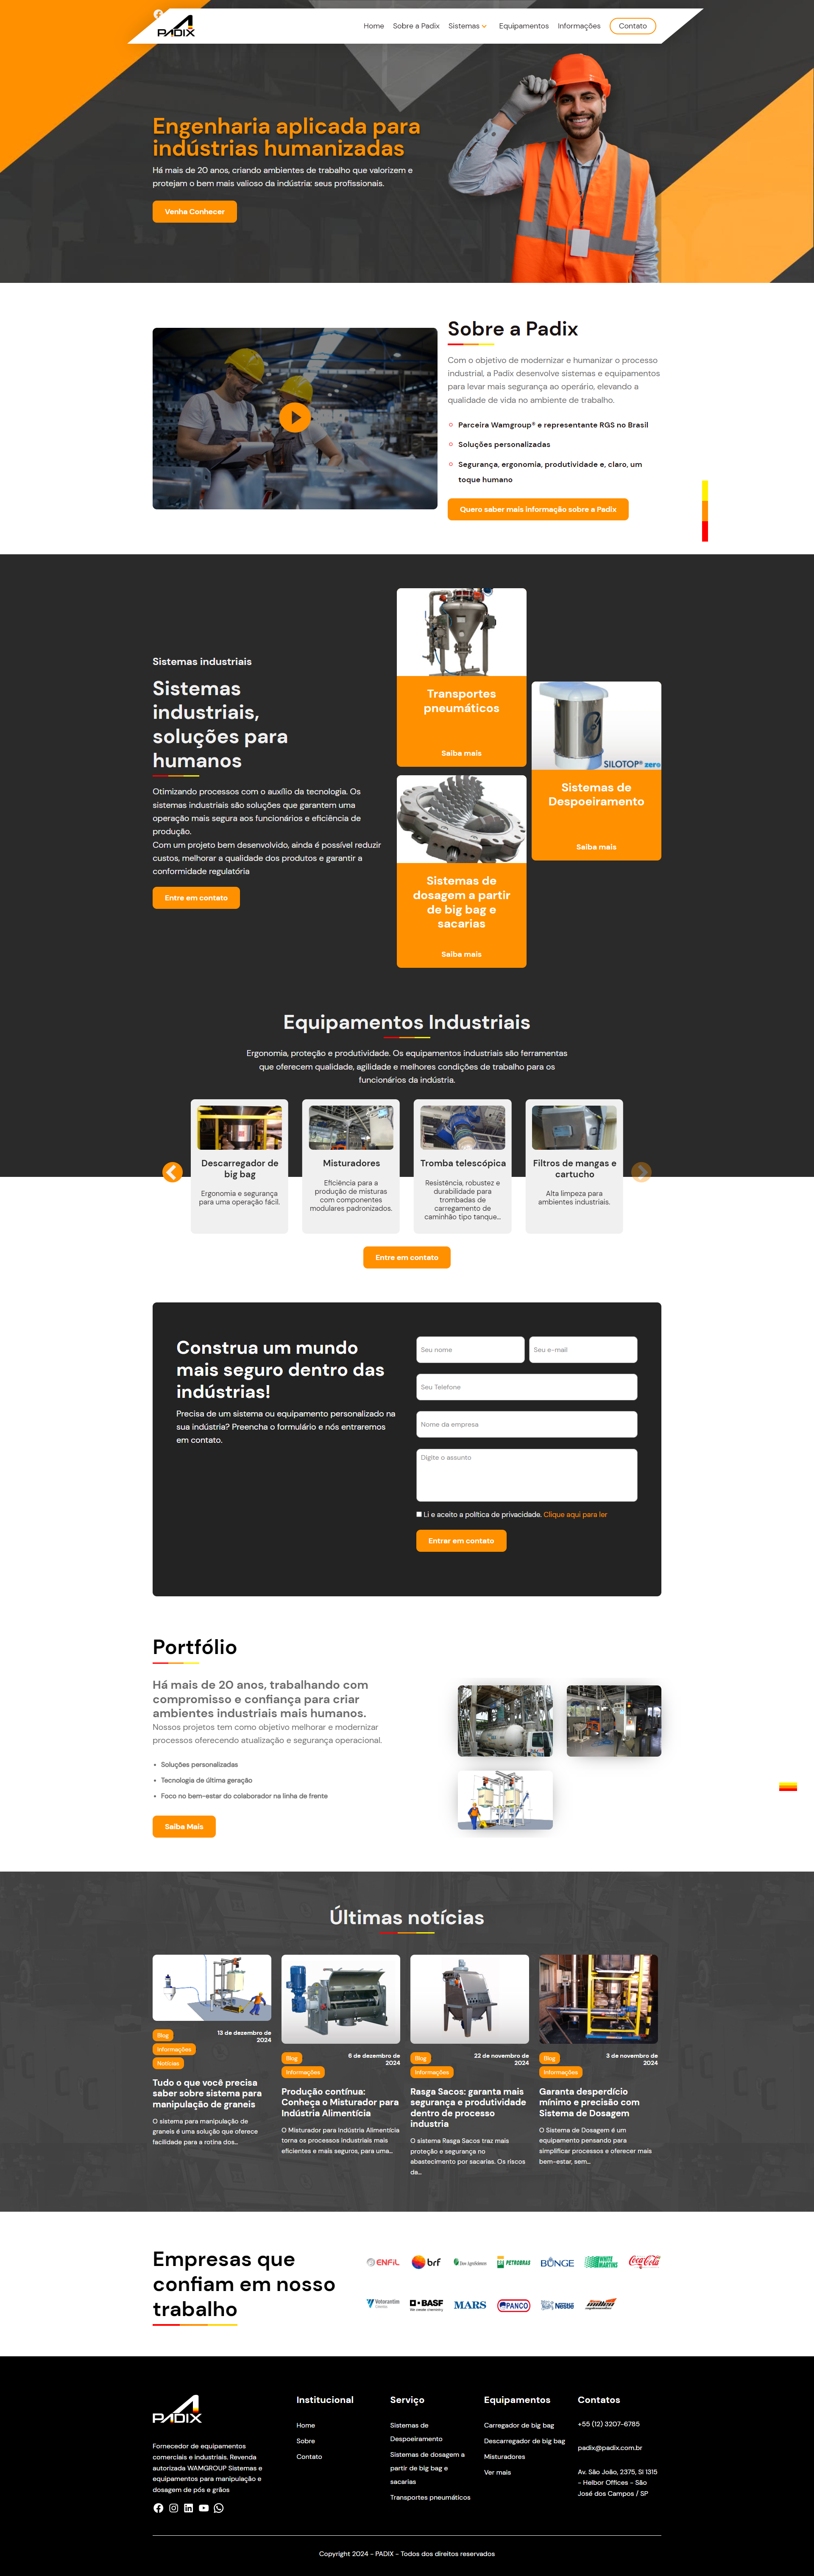 PADIX
Home
Sobre a Padix
Sistemas
Equipamentos
Informações
Contato
Engenharia aplicada para
indústrias humanizadas
Há mais de 20 anos, criando ambientes de trabalho que valorizem e
protejam o bem mais valioso da indústria: seus profissionais.
Venha Conhecer
Sobre a Padix
Com o objetivo de modernizar e humanizar o processo
industrial, a Padix desenvolve sistemas e equipamentos
para levar mais segurança ao operário, elevando a
qualidade de vida no ambiente de trabalho.
Parceira Wamgroup® e representante RGS no Brasil
Soluções personalizadas
Segurança, ergonomia, produtividade e, claro, um
toque humano
Quero saber mais informação sobre a Padix
Sistemas industriais
Sistemas
industriais,
soluções para
humanos
Otimizando processos com o auxílio da tecnologia. Os
sistemas industriais são soluções que garantem uma
operação mais segura aos funcionários e eficiência de
produção.
Com um projeto bem desenvolvido, ainda é possível reduzir
custos, melhorar a qualidade dos produtos e garantir a
conformidade regulatória
Entre em contato
Transportes
pneumáticos
Saiba mais
SILOTOP® zero
Sistemas de
Despoeiramento
Saiba mais
Sistemas de
dosagem a partir
de big bag e
sacarias
Saiba mais
Equipamentos Industriais
Ergonomia, proteção e produtividade. Os equipamentos industriais são ferramentas
que oferecem qualidade, agilidade e melhores condições de trabalho para os
funcionários da indústria.
Descarregador de
big bag
Ergonomia e segurança
para uma operação fácil.
Misturadores
Eficiência para a
produção de misturas
com componentes
modulares padronizados.
Tromba telescópica
Resistência, robustez e
durabilidade para
trombadas de
carregamento de
caminhão tipo tanque...
Filtros de mangas e
cartucho
Alta limpeza para
ambientes industriais.
Entre em contato
Construa um mundo
mais seguro dentro das
indústrias!
Precisa de um sistema ou equipamento personalizado na
sua indústria? Preencha o formulário e nós entraremos
em contato.
Seu nome
Seu e-mail
Seu Telefone
Nome da empresa
Digite o assunto
Li e aceito a política de privacidade. Clique aqui para ler
Entrar em contato
Portfólio
Há mais de 20 anos, trabalhando com
compromisso e confiança para criar
ambientes industriais mais humanos.
Nossos projetos tem como objetivo melhorar e modernizar
processos oferecendo atualização e segurança operacional.
Soluções personalizadas
Tecnologia de última geração
Foco no bem-estar do colaborador na linha de frente
Saiba Mais
Últimas notícias
Blog
Informações
Notícias
13 de dezembro de
2024
Tudo o que você precisa
saber sobre sistema para
manipulação de graneis
O sistema para manipulação de
graneis é uma solução que oferece
facilidade para a rotina dos...
Blog
Informações
6 de dezembro de
2024
Produção contínua:
Conheça o Misturador para
Indústria Alimentícia
O Misturador para Indústria Alimentícia
torna os processos industriais mais
eficientes e mais seguros, para uma...
Blog
Informações
22 de novembro de
2024
Rasga Sacos: garanta mais
segurança e produtividade
dentro de processo
industria
O sistema Rasga Sacos traz mais
proteção e segurança no
abastecimento por sacarias. Os riscos
da...
Blog
Informações
3 de novembro de
2024
Garanta desperdício
mínimo e precisão com
Sistema de Dosagem
O Sistema de Dosagem é um
equipamento pensando para
simplificar processos e oferecer mais
bem-estar, sem...
Empresas que
confiam em nosso
trabalho
ENFIL
brf
PETROBRAS
BUNGE
WHITE MARTINS
Coca-Cola
Votorantim
BASF
MARS
PANCO
Nestlé
millen
PADIX
Fornecedor de equipamentos
comerciais e industriais. Revenda
autorizada WAMGROUP Sistemas e
equipamentos para manipulação e
dosagem de pós e grãos
Institucional
Home
Sobre
Contato
Serviço
Sistemas de
Despoeiramento
Sistemas de dosagem a
partir de big bag e
sacarias
Transportes pneumáticos
Equipamentos
Carregador de big bag
Descarregador de big bag
Misturadores
Ver mais
Contatos
+55 (12) 3207-6785
padix@padix.com.br
Av. São João, 2375, Sl 1315
- Helbor Offices - São
José dos Campos / SP
Copyright 2024 - PADIX - Todos dos direitos reservados